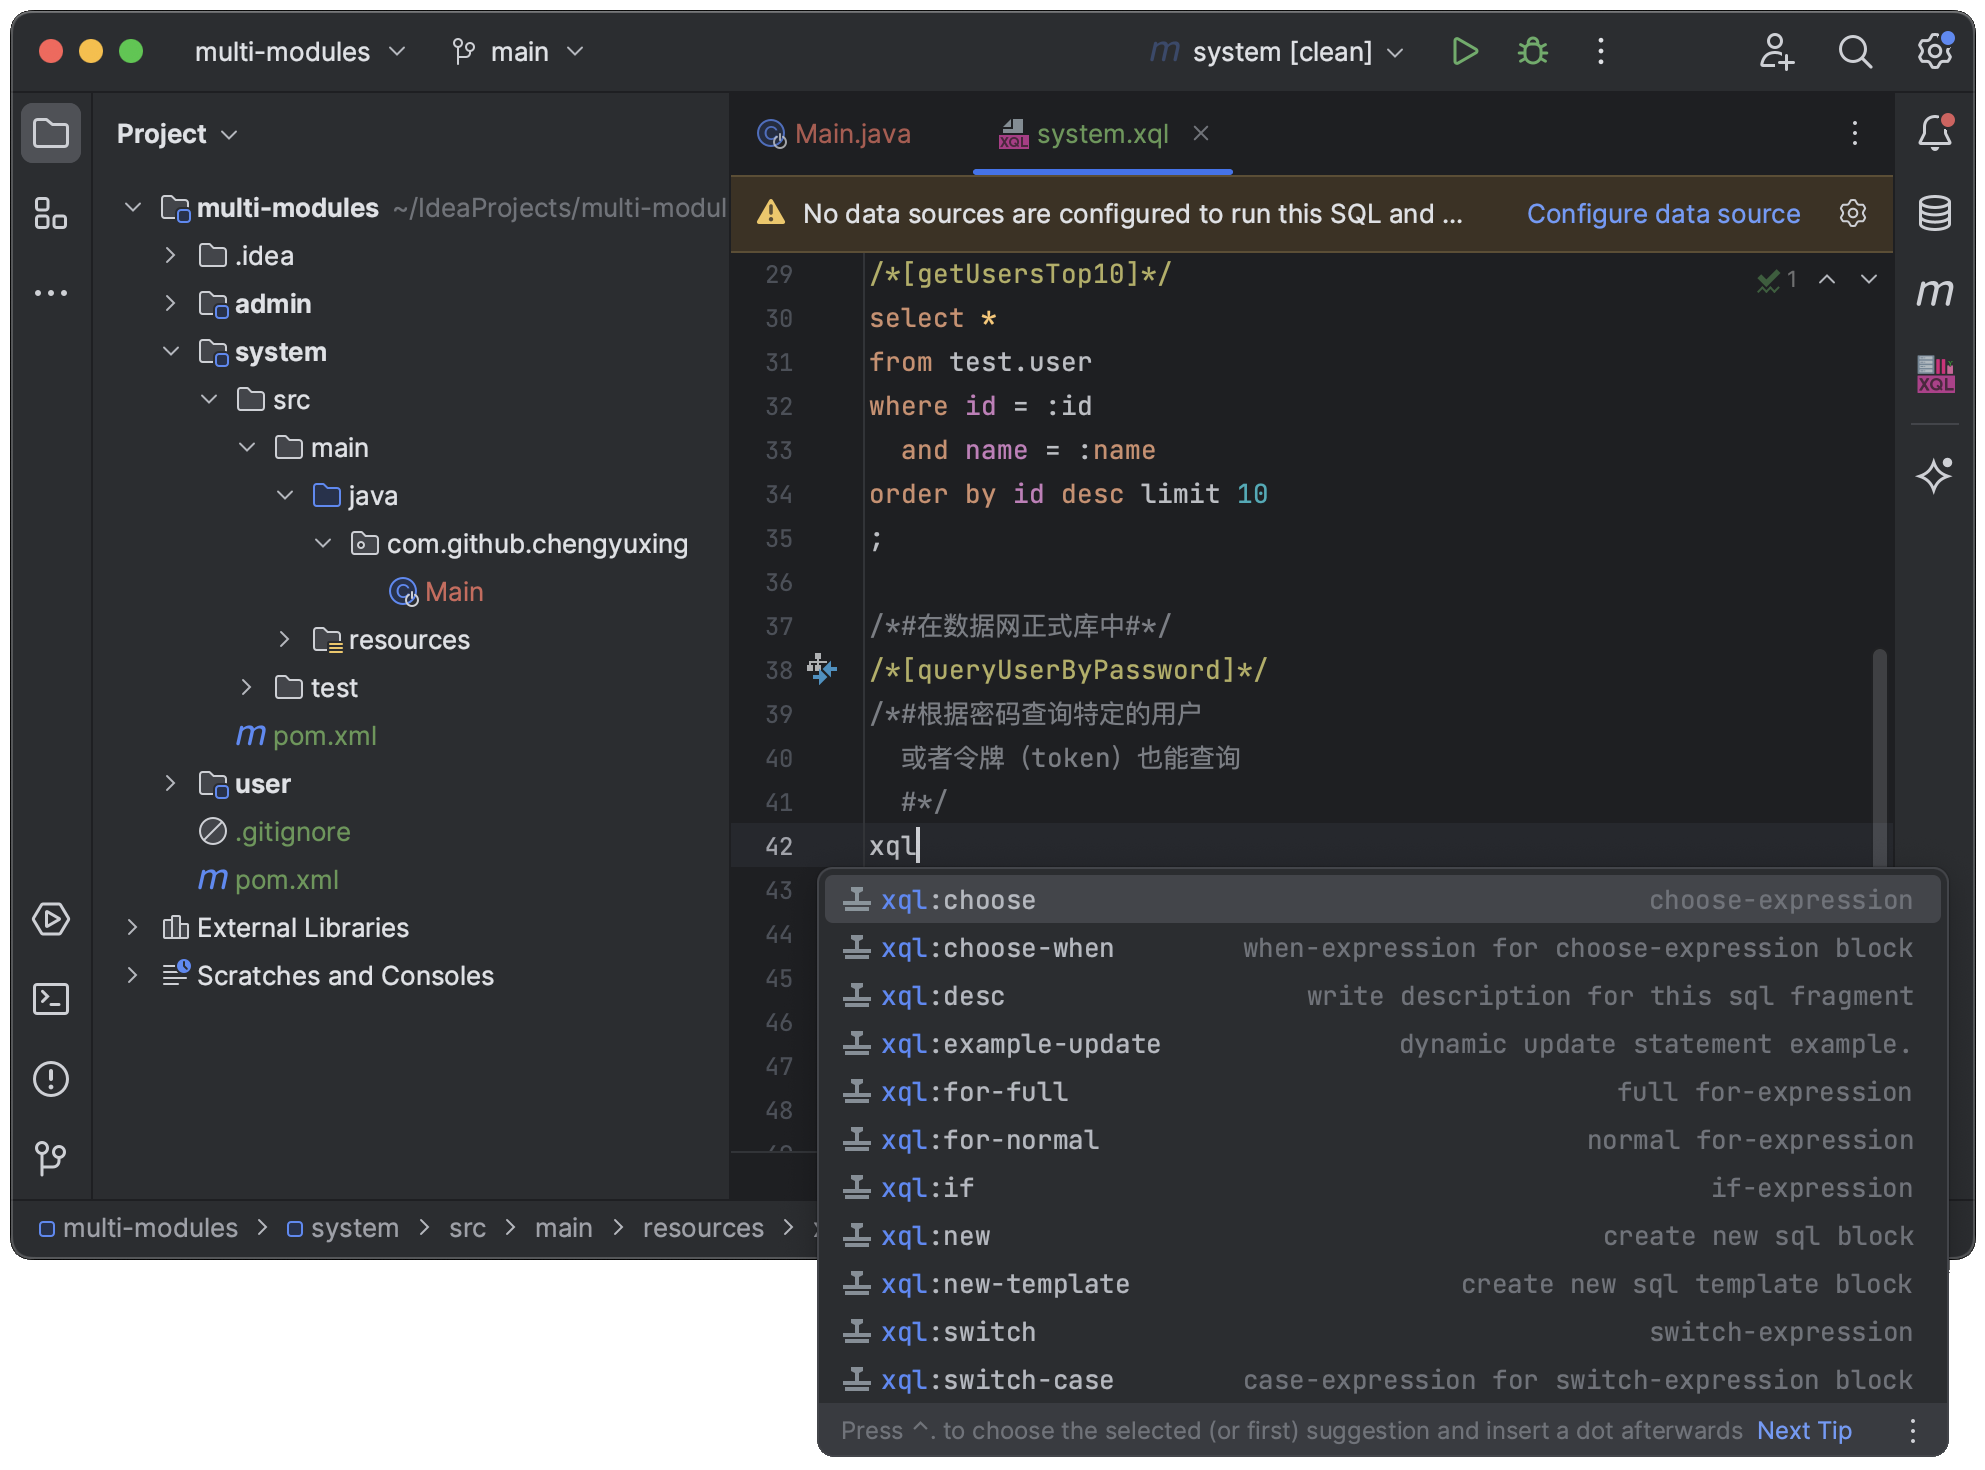 multi-modules
main
system [clean]
Project
multi-modules ~/IdeaProjects/multi-modul
.idea
admin
system
src
main
java
com.github.chengyuxing
Main
resources
test
pom.xml
user
.gitignore
pom.xml
External Libraries
Scratches and Consoles
Main.java
XQL system.xql
No data sources are configured to run this SQL and ... Configure data source
1
29 /*[getUsersTop10]*/
30 select *
31 from test.user
32 where id = :id
33 and name = :name
34 order by id desc limit 10
35 ;
36
37 /*#在数据网正式库中#*/
38 /*[queryUserByPassword]*/
39 /*#根据密码查询特定的用户
40 或者令牌（token）也能查询
41 #*/
42 xql
43
44
45
46
47
48
m
XQL
xql:choose choose-expression
xql:choose-when when-expression for choose-expression block
xql:desc write description for this sql fragment
xql:example-update dynamic update statement example.
xql:for-full full for-expression
xql:for-normal normal for-expression
xql:if if-expression
xql:new create new sql block
xql:new-template create new sql template block
xql:switch switch-expression
xql:switch-case case-expression for switch-expression block
Press ^. to choose the selected (or first) suggestion and insert a dot afterwards Next Tip
multi-modules > system > src > main > resources >